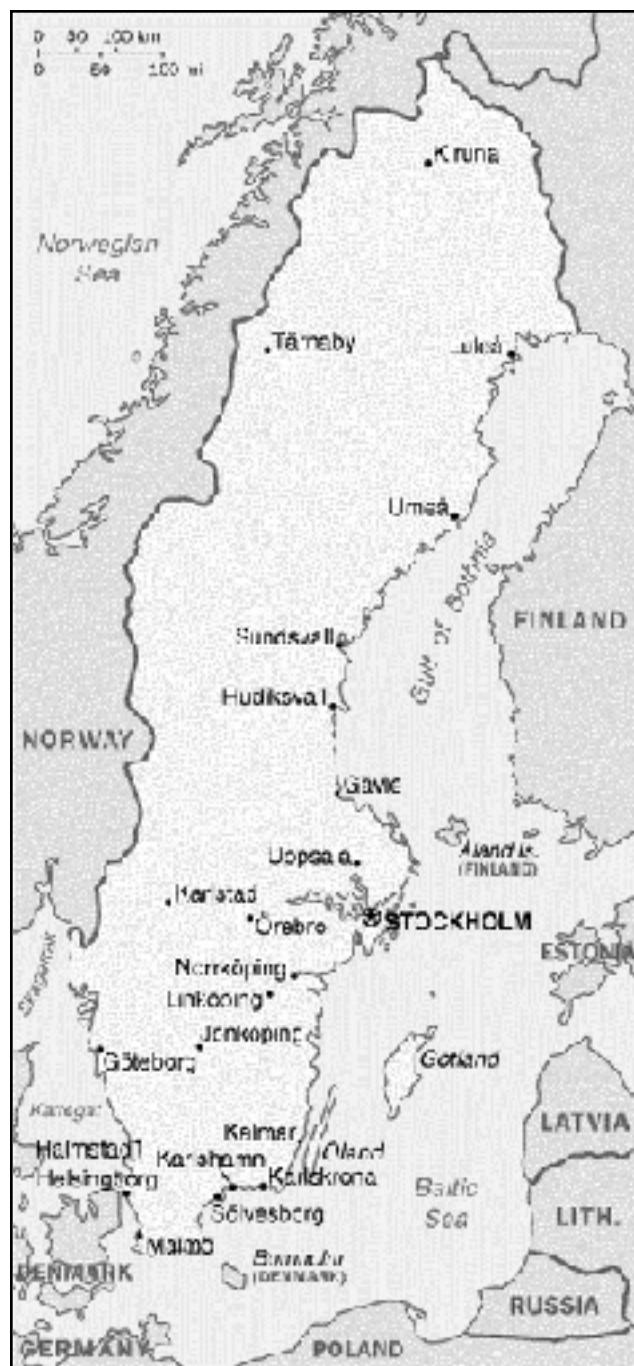 0 50 100 km
0 50 100 mi
Kiruna
Norwegian
Sea
Tärnaby
Luleå
Umeå
Gulf of Bothnia
FINLAND
Sundsvall
Hudiksvall
NORWAY
Gävle
Uppsala
Åland Is.
(FINLAND)
Karlstad
Örebro
STOCKHOLM
ESTONIA
Norrköping
Skagerrak
Linköping
Jönköping
Göteborg
Gotland
Kattegat
LATVIA
Kalmar
Halmstad
Karlshamn
Öland
Helsingborg
Karlskrona
Baltic
Sea
Sölvesborg
LITH.
Malmö
(DENMARK)
DENMARK
RUSSIA
GERMANY
POLAND